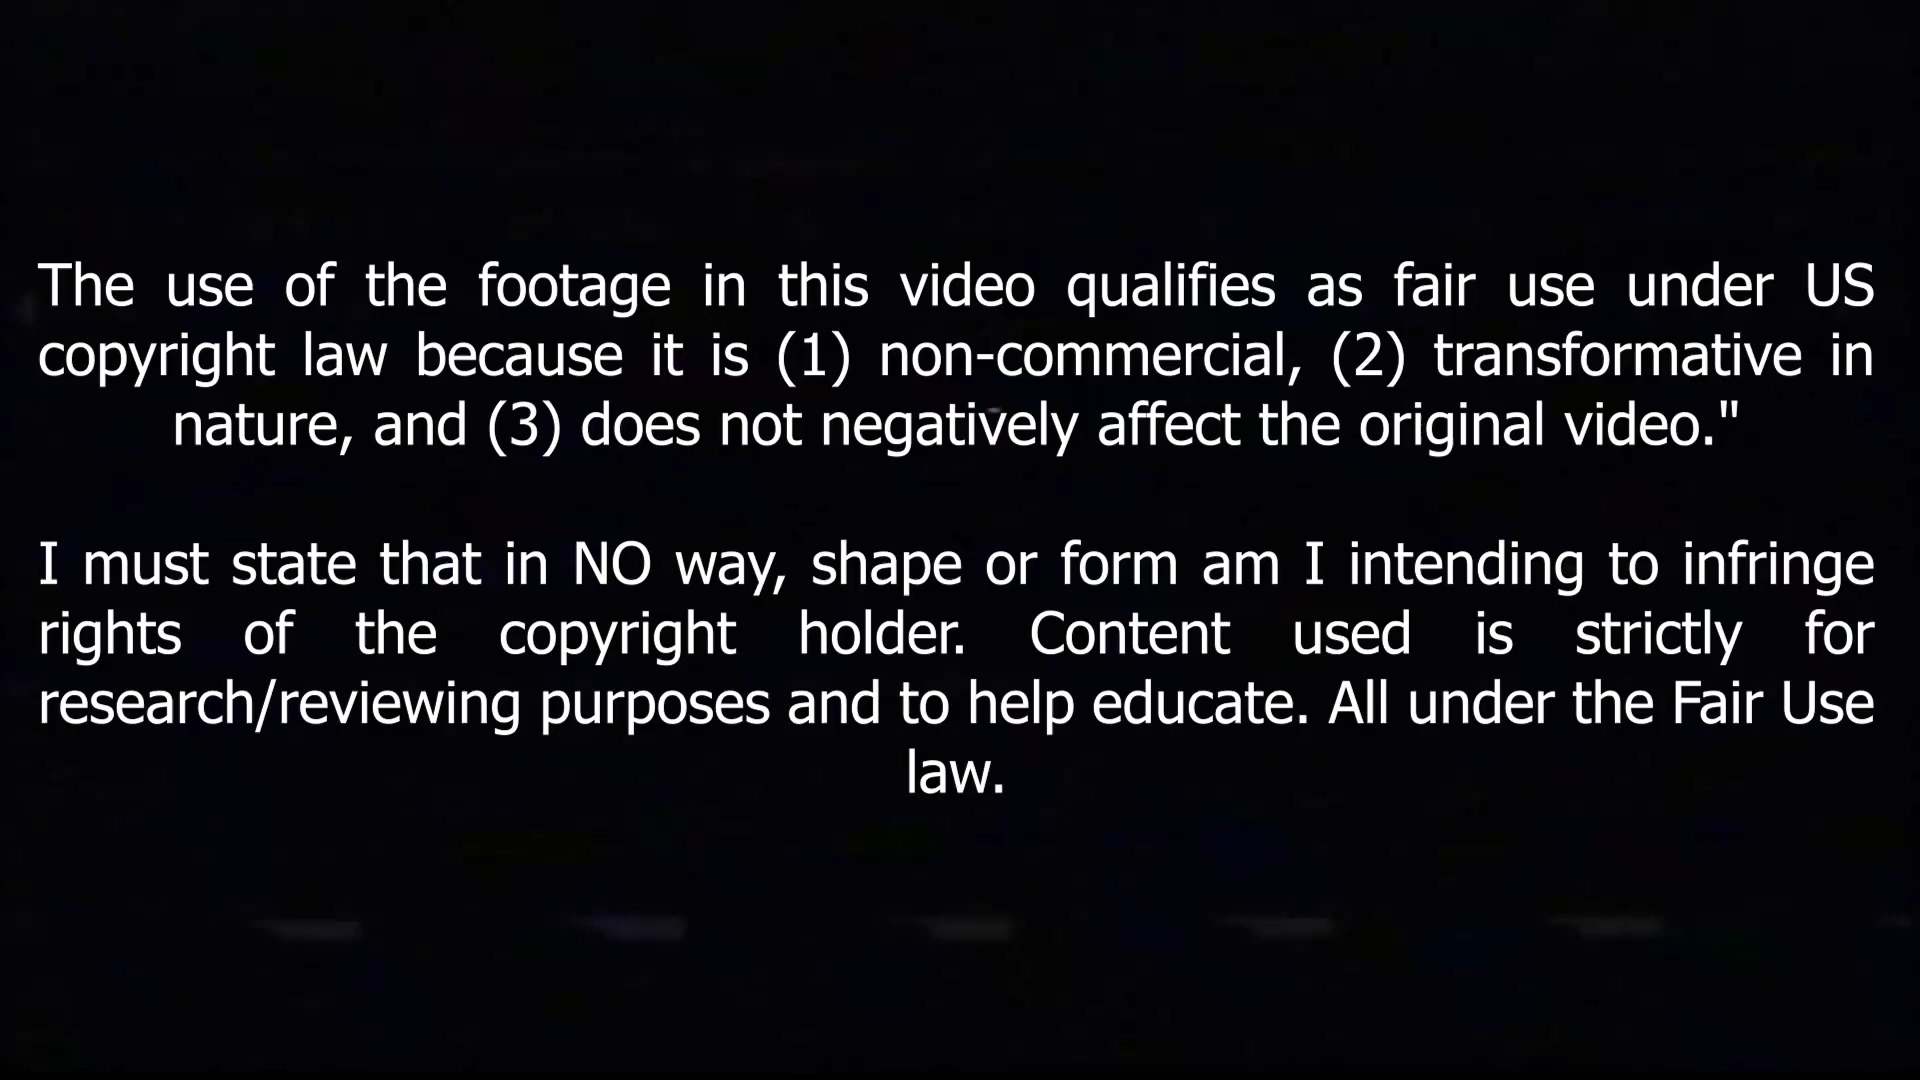 The use of the footage in this video qualifies as fair use under US
copyright law because it is (1) non-commercial, (2) transformative in
nature, and (3) does not negatively affect the original video."
I must state that in NO way, shape or form am I intending to infringe
rights of the copyright holder. Content used is strictly for
research/reviewing purposes and to help educate. All under the Fair Use
law.